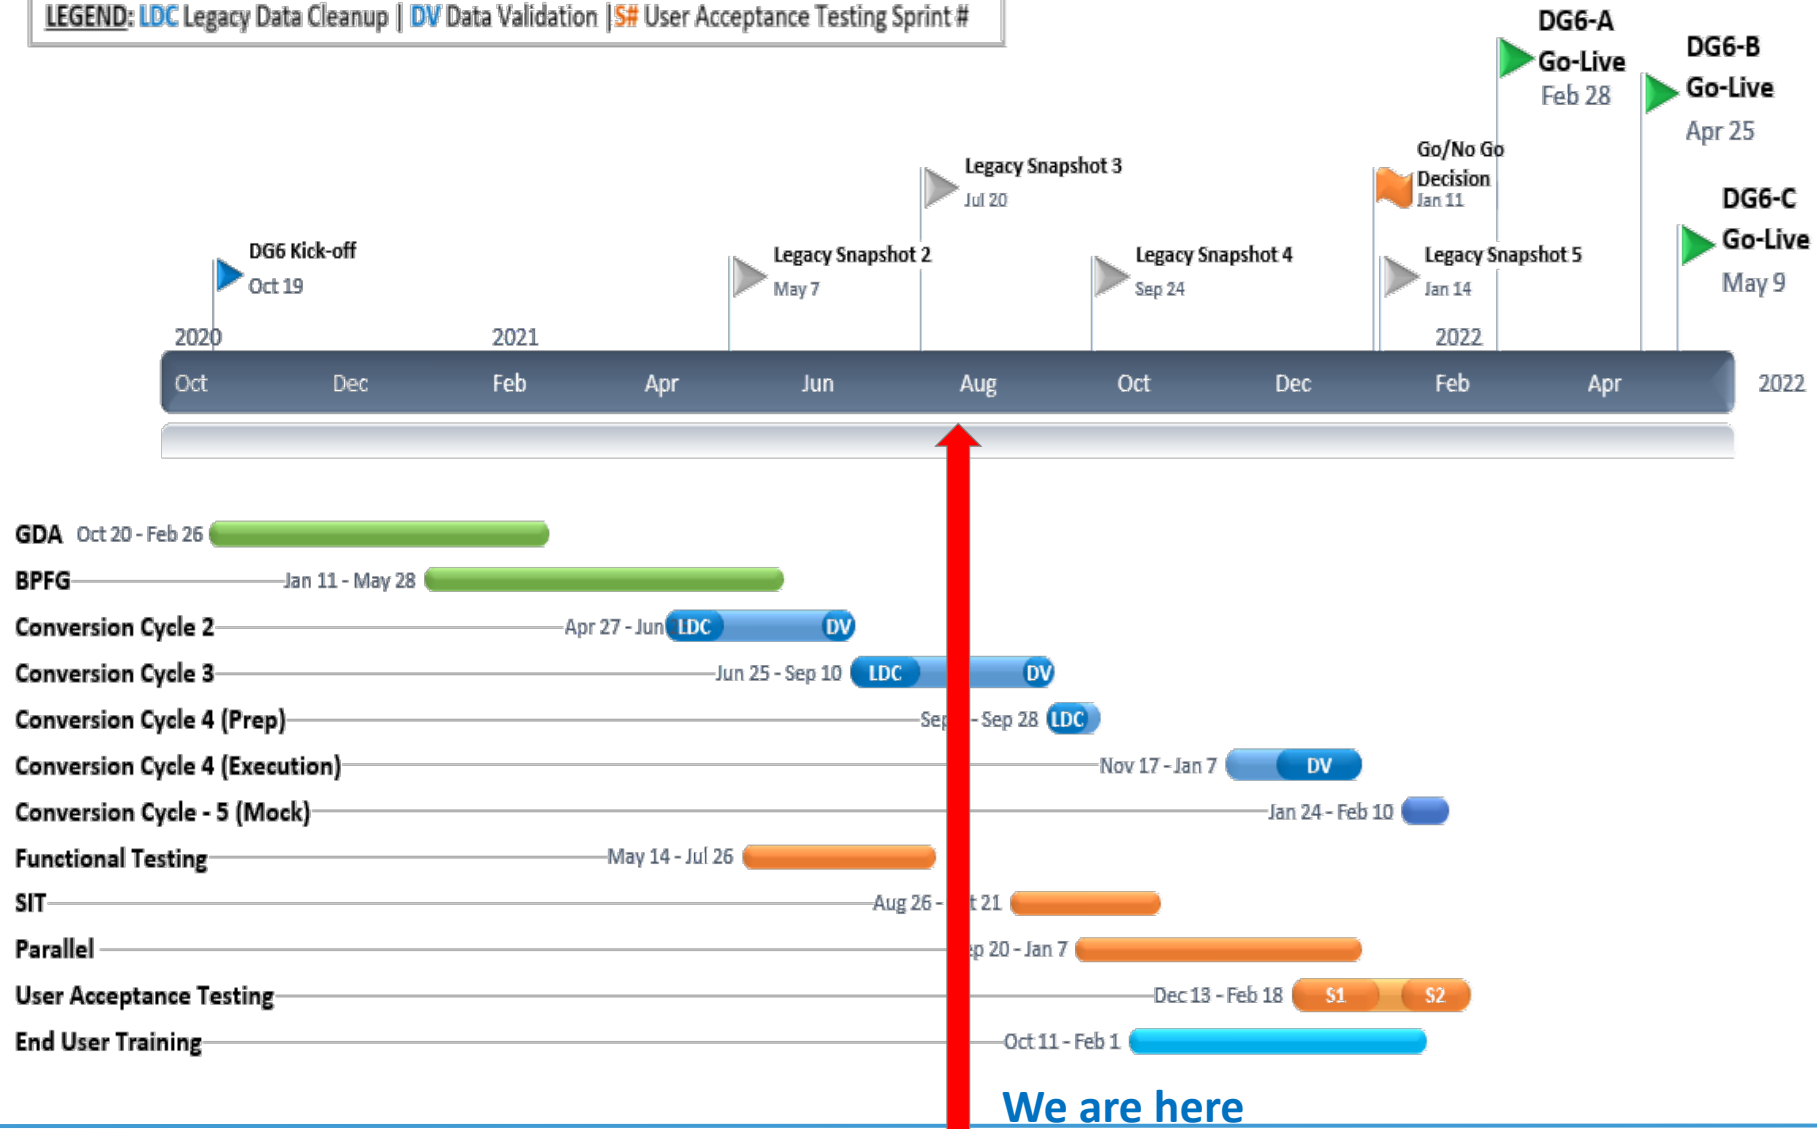 LEGEND: LDC Legacy Data Cleanup | DV Data Validation |S# User Acceptance Testing Sprint #
DG6-A
Go-Live
Feb 28
DG6-B
Go-Live
Apr 25
Go/No Go
Decision
Jan 11
Legacy Snapshot 3
Jul 20
DG6-C
Go-Live
May 9
DG6 Kick-off
Oct 19
Legacy Snapshot 2
May 7
Legacy Snapshot 4
Sep 24
Legacy Snapshot 5
Jan 14
2020 2021 2022
Oct Dec Feb Apr Jun Aug Oct Dec Feb Apr 2022
GDA Oct 20 - Feb 26
BPFG Jan 11 - May 28
Conversion Cycle 2 Apr 27 - Jun LDC DV
Conversion Cycle 3 Jun 25 - Sep 10 LDC DV
Conversion Cycle 4 (Prep) Sep - Sep 28 LDC
Conversion Cycle 4 (Execution) Nov 17 - Jan 7 DV
Conversion Cycle - 5 (Mock) Jan 24 - Feb 10
Functional Testing May 14 - Jul 26
SIT Aug 26 - 21
Parallel 20 - Jan 7
User Acceptance Testing Dec 13 - Feb 18 S1 S2
End User Training Oct 11 - Feb 1
We are here